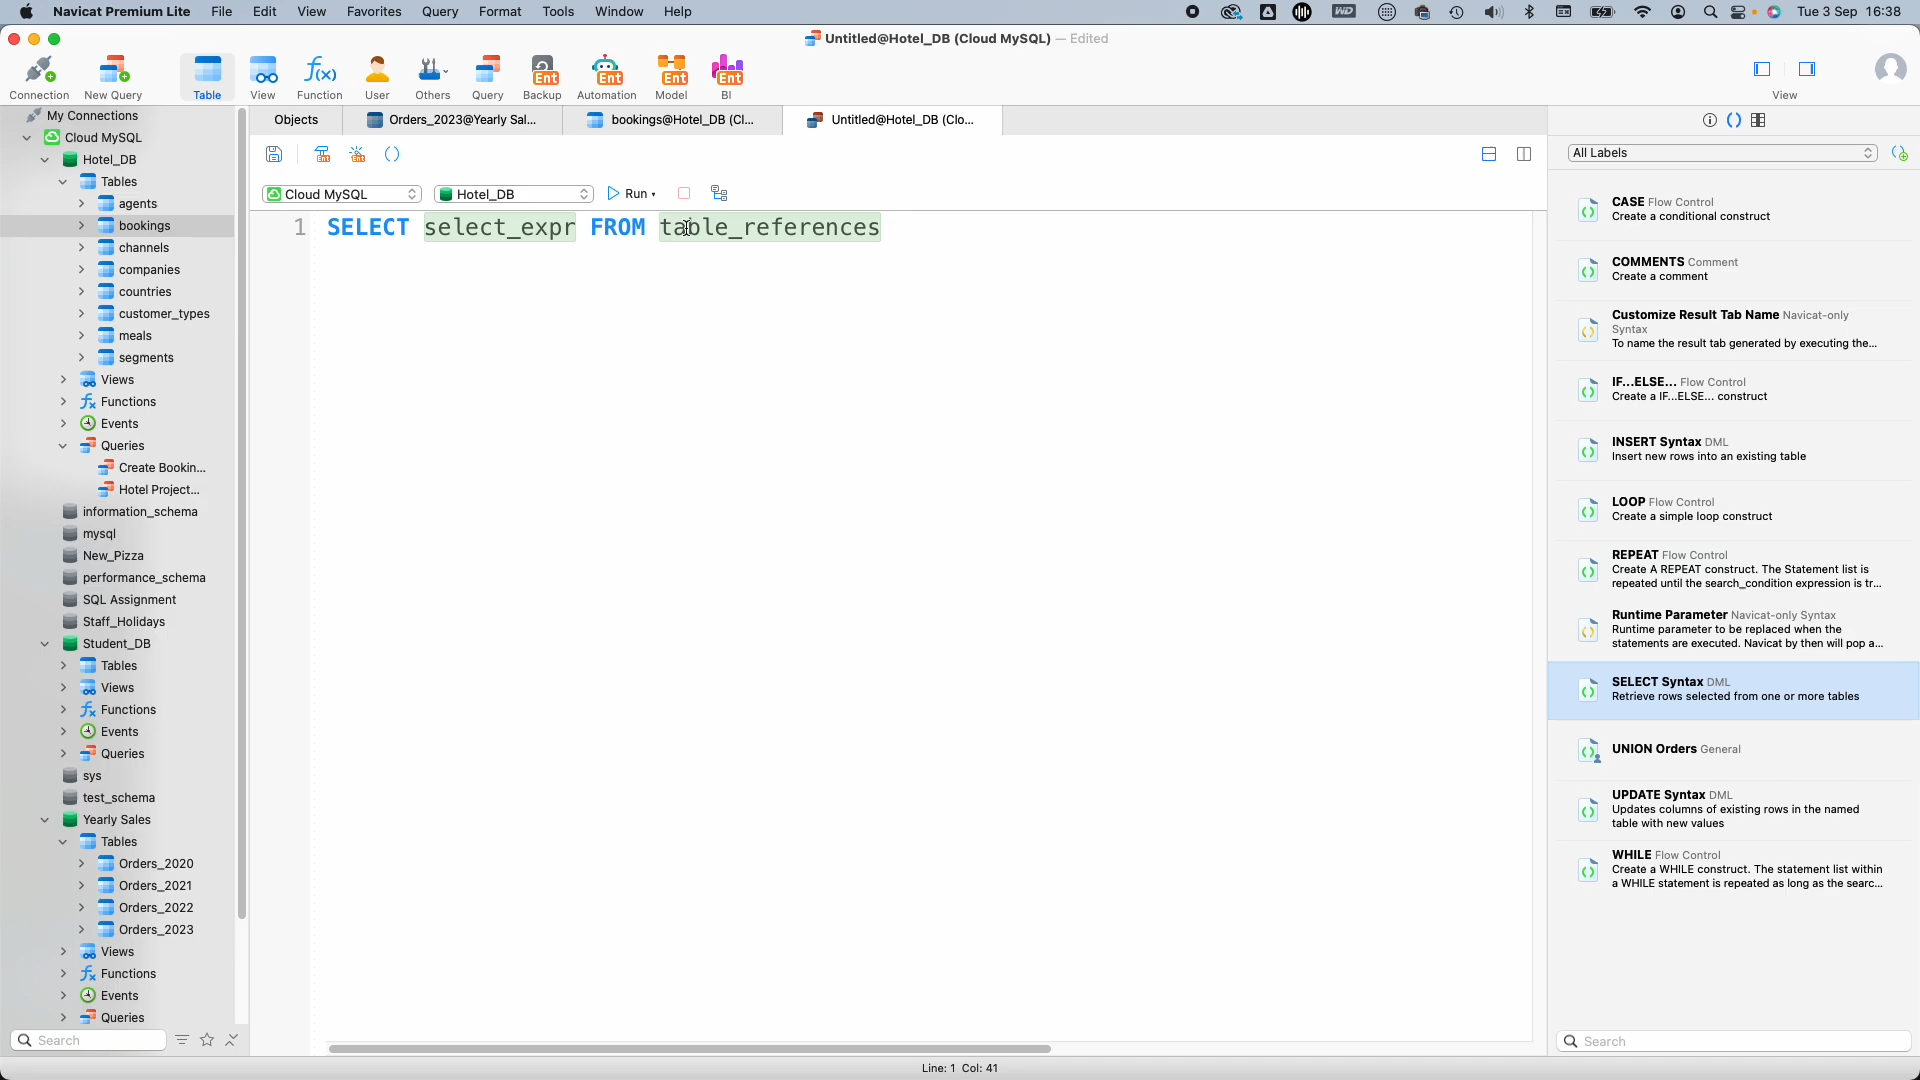 Navicat Premium Lite File Edit View Favorites Query Format Tools Window Help WD Tue 3 Sep 16:38
Untitled@Hotel_DB (Cloud MySQL) — Edited
Ent Ent Ent Ent
Connection New Query Table View Function User Others Query Backup Automation Model BI View
My Connections
Cloud MySQL
Hotel_DB
Tables
agents
bookings
channels
companies
countries
customer_types
meals
segments
Views
Functions
Events
Queries
Create Bookin...
Hotel Project...
information_schema
mysql
New_Pizza
performance_schema
SQL Assignment
Staff_Holidays
Student_DB
Tables
Views
Functions
Events
Queries
sys
test_schema
Yearly Sales
Tables
Orders_2020
Orders_2021
Orders_2022
Orders_2023
Views
Functions
Events
Queries
Search
Objects Orders_2023@Yearly Sal... bookings@Hotel_DB (Cl... Untitled@Hotel_DB (Clo...
Cloud MySQL Hotel_DB Run
1 SELECT select_expr FROM table_references
Line: 1 Col: 41
All Labels
CASE Flow Control
Create a conditional construct
COMMENTS Comment
Create a comment
Customize Result Tab Name Navicat-only
Syntax
To name the result tab generated by executing the...
IF...ELSE... Flow Control
Create a IF...ELSE... construct
INSERT Syntax DML
Insert new rows into an existing table
LOOP Flow Control
Create a simple loop construct
REPEAT Flow Control
Create A REPEAT construct. The Statement list is
repeated until the search_condition expression is tr...
Runtime Parameter Navicat-only Syntax
Runtime parameter to be replaced when the
statements are executed. Navicat by then will pop a...
SELECT Syntax DML
Retrieve rows selected from one or more tables
UNION Orders General
UPDATE Syntax DML
Updates columns of existing rows in the named
table with new values
WHILE Flow Control
Create a WHILE construct. The statement list within
a WHILE statement is repeated as long as the searc...
Search